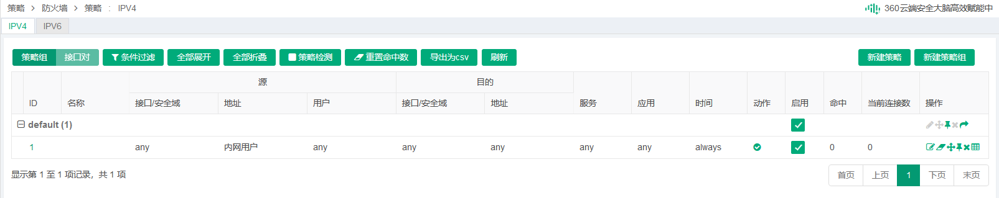 策略 > 防火墙 > 策略 : IPV4
360云端安全大脑高效赋能中
IPV4 IPV6
策略组 接口对 条件过滤 全部展开 全部折叠 策略检测 重置命中数 导出为csv 刷新 新建策略 新建策略组
源 目的
ID 名称 接口/安全域 地址 用户 接口/安全域 地址 服务 应用 时间 动作 启用 命中 当前连接数 操作
default (1)
1 any 内网用户 any any any any any always 0 0
显示第 1 至 1 项记录，共 1 项
首页 上页 1 下页 末页